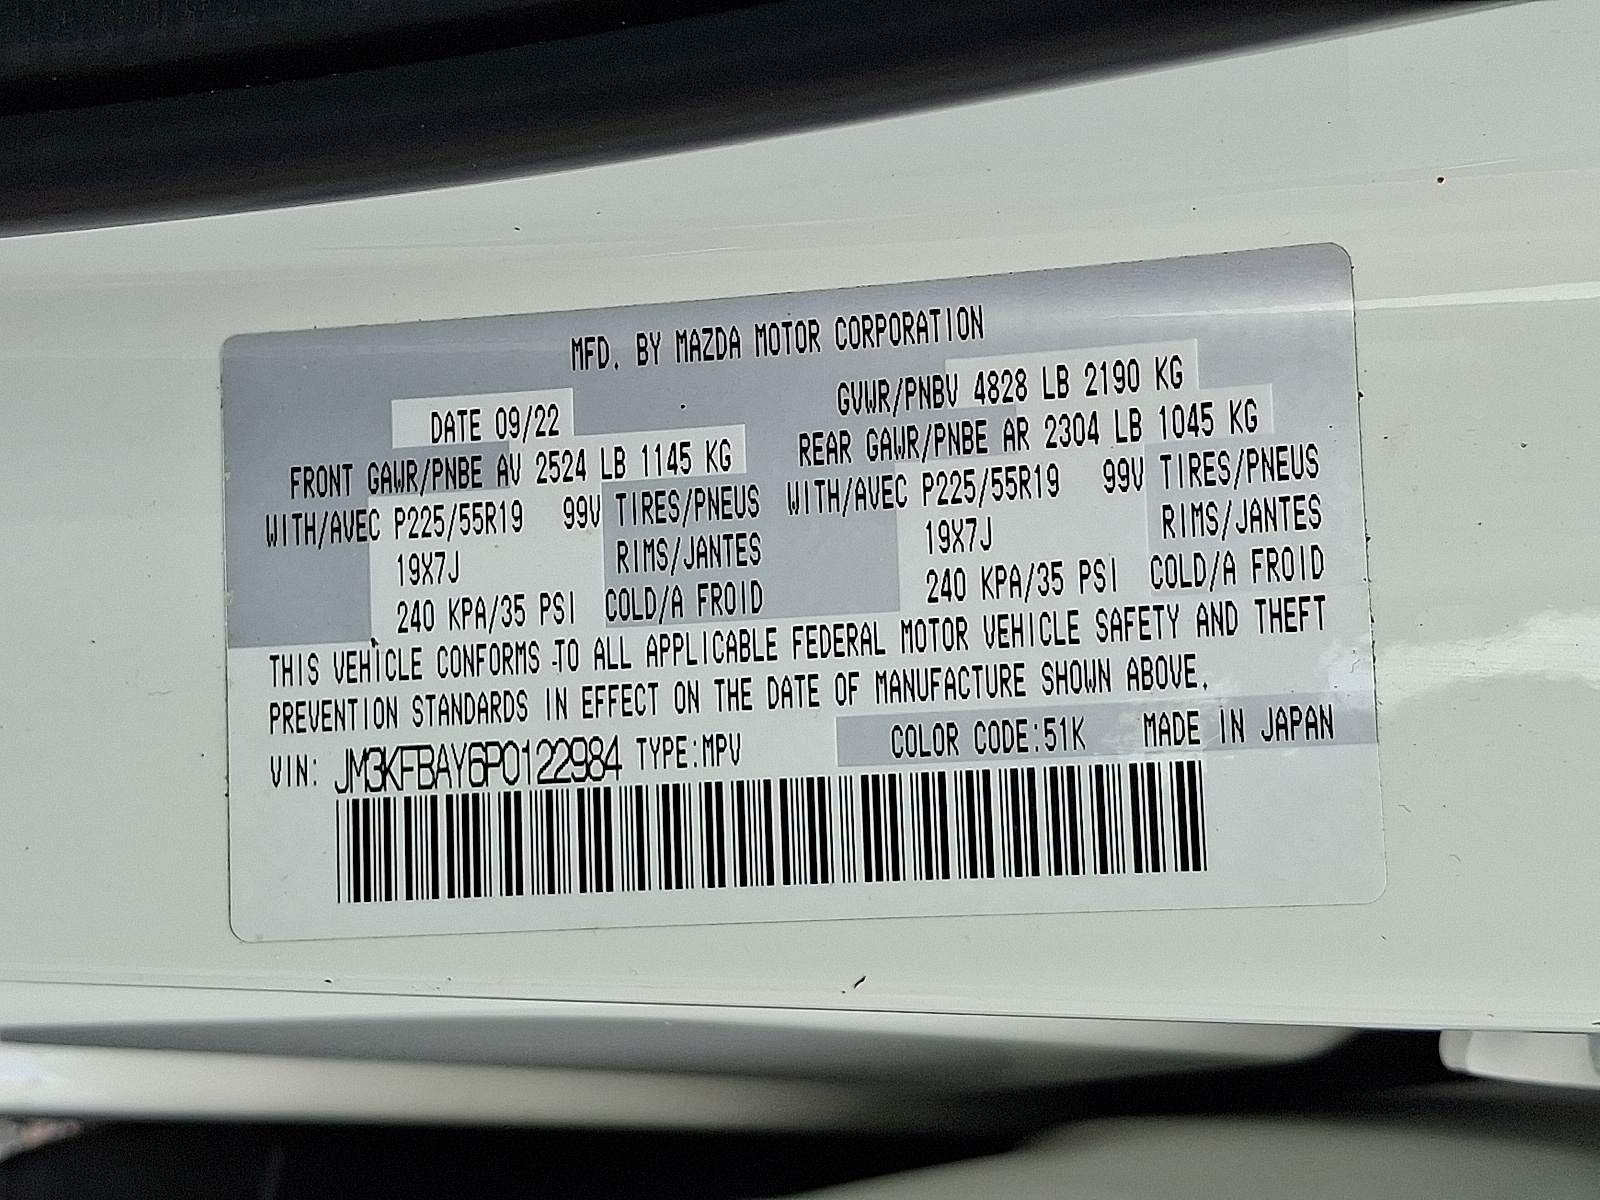 MFD. BY MAZDA MOTOR CORPORATION
DATE 09/22 GVWR/PNBV 4828 LB 2190 KG
FRONT GAWR/PNBE AV 2524 LB 1145 KG REAR GAWR/PNBE AR 2304 LB 1045 KG
WITH/AVEC P225/55R19 99V TIRES/PNEUS WITH/AVEC P225/55R19 99V TIRES/PNEUS
19X7J RIMS/JANTES 19X7J RIMS/JANTES
240 KPA/35 PSI COLD/A FROID 240 KPA/35 PSI COLD/A FROID
THIS VEHICLE CONFORMS TO ALL APPLICABLE FEDERAL MOTOR VEHICLE SAFETY AND THEFT
PREVENTION STANDARDS IN EFFECT ON THE DATE OF MANUFACTURE SHOWN ABOVE.
VIN: JM3KFBAY6P0122984 TYPE:MPV COLOR CODE:51K MADE IN JAPAN